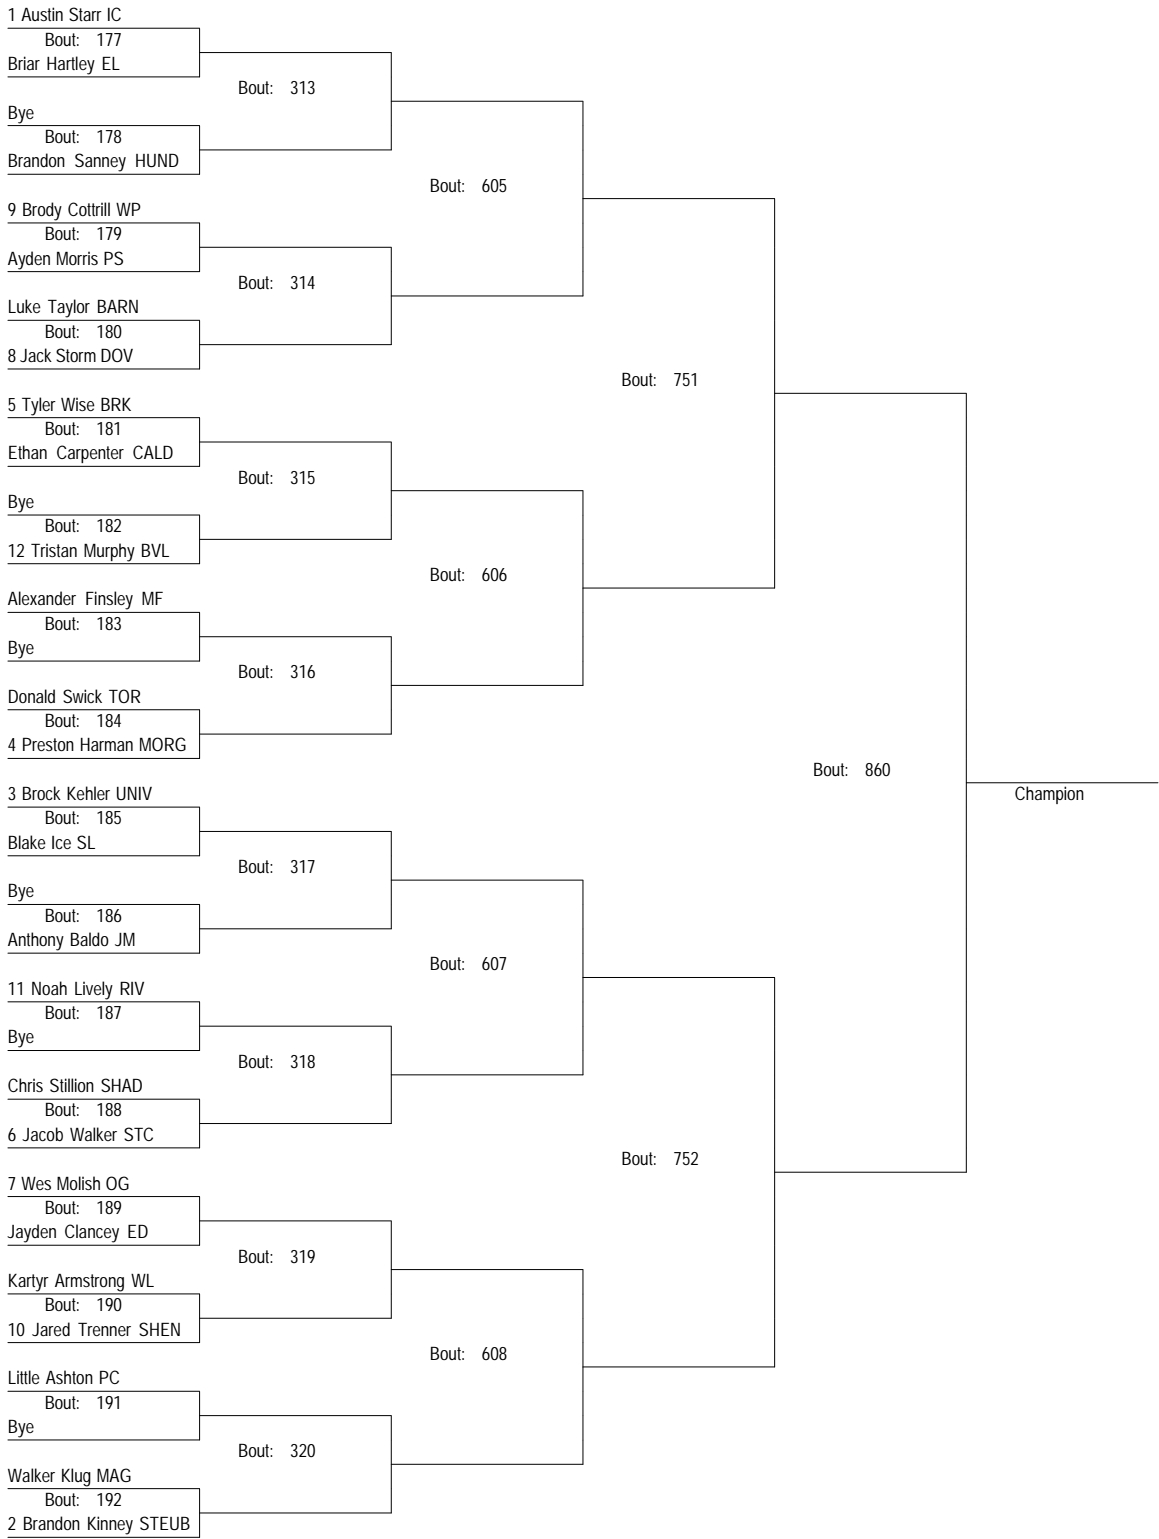 1 Austin Starr IC
Bout: 177
Briar Hartley EL
Bout: 313
Bye
Bout: 178
Brandon Sanney HUND
Bout: 605
9 Brody Cottrill WP
Bout: 179
Ayden Morris PS
Bout: 314
Luke Taylor BARN
Bout: 180
8 Jack Storm DOV
Bout: 751
5 Tyler Wise BRK
Bout: 181
Ethan Carpenter CALD
Bout: 315
Bye
Bout: 182
12 Tristan Murphy BVL
Bout: 606
Alexander Finsley MF
Bout: 183
Bye
Bout: 316
Donald Swick TOR
Bout: 184
4 Preston Harman MORG
Bout: 860
3 Brock Kehler UNIV
Champion
Bout: 185
Blake Ice SL
Bout: 317
Bye
Bout: 186
Anthony Baldo JM
Bout: 607
11 Noah Lively RIV
Bout: 187
Bye
Bout: 318
Chris Stillion SHAD
Bout: 188
6 Jacob Walker STC
Bout: 752
7 Wes Molish OG
Bout: 189
Jayden Clancey ED
Bout: 319
Kartyr Armstrong WL
Bout: 190
10 Jared Trenner SHEN
Bout: 608
Little Ashton PC
Bout: 191
Bye
Bout: 320
Walker Klug MAG
Bout: 192
2 Brandon Kinney STEUB